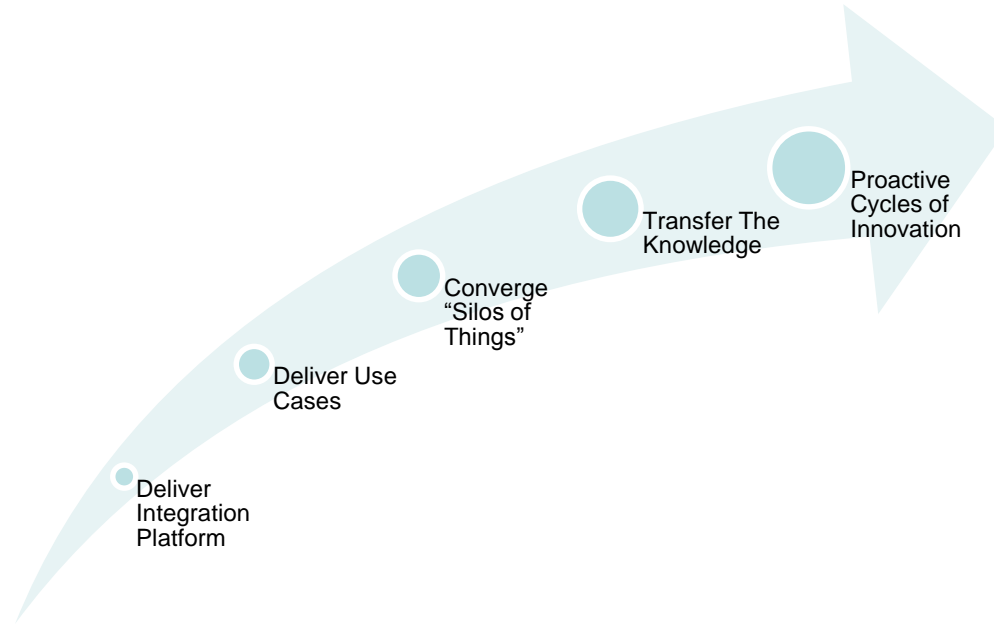 Deliver
Integration
Platform
Deliver Use
Cases
Converge
“Silos of
Things”
Transfer The
Knowledge
Proactive
Cycles of
Innovation